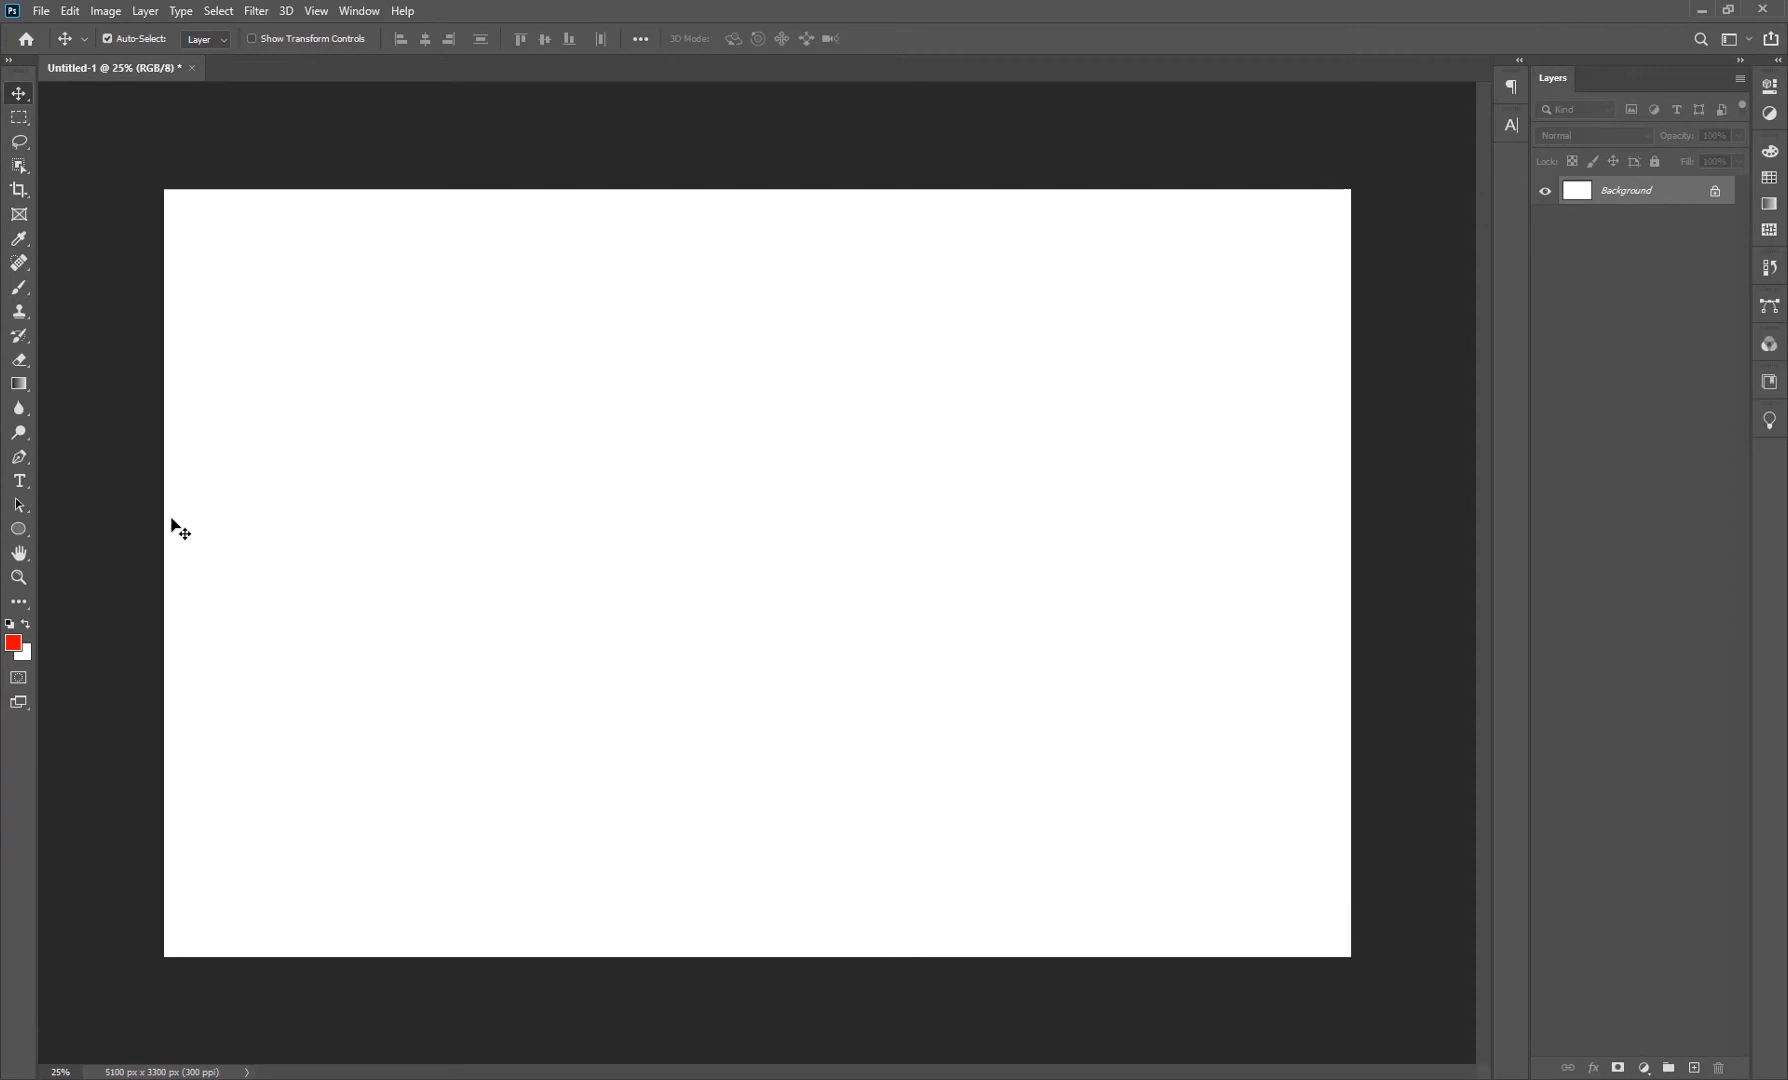 Ps File Edit Image Layer Type Select Filter 3D View Window Help
Auto-Select: Layer Show Transform Controls 3D Mode:
Untitled-1 @ 25% (RGB/8) *
Layers
Kind
Normal Opacity: 100%
Lock: Fill: 100%
Background
25% 5100 px x 3300 px (300 ppi)